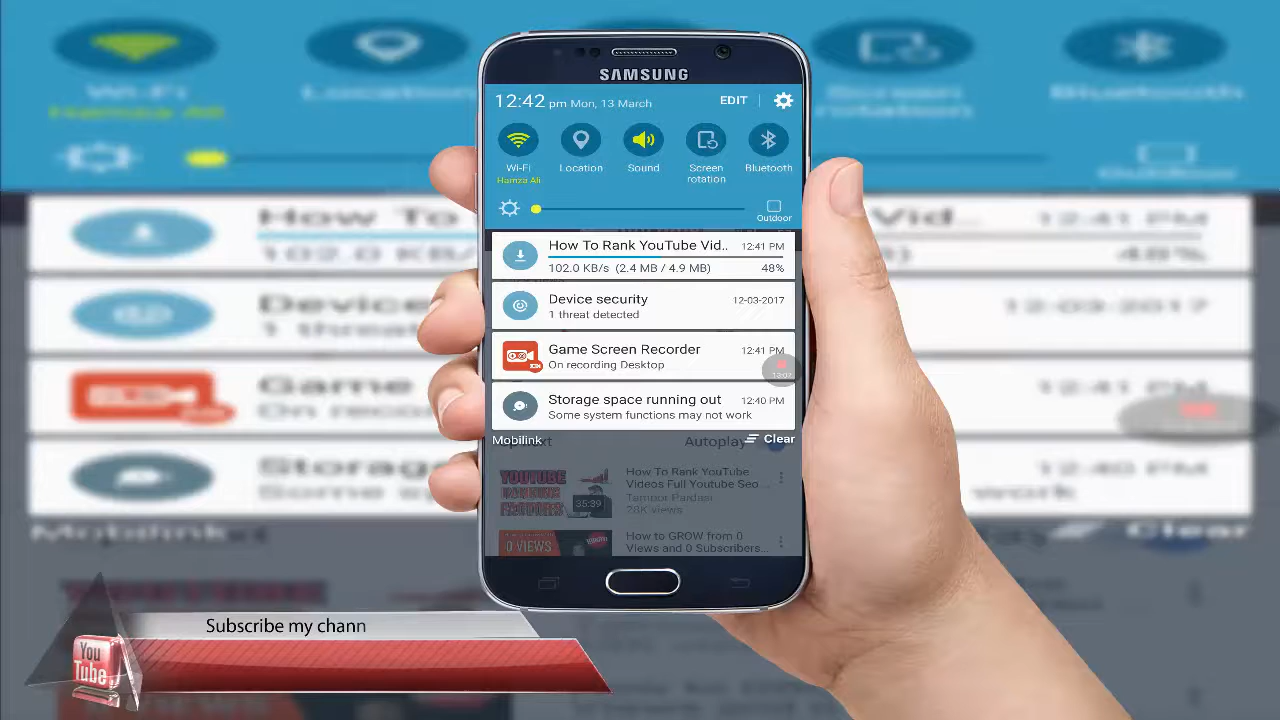 SAMSUNG
12:42 pm Mon, 13 March
EDIT
Wi-Fi
Hamza Ali
Location
Sound
Screen rotation
Bluetooth
Outdoor
How To Rank YouTube Vid..
12:41 PM
102.0 KB/s (2.4 MB / 4.9 MB)
48%
Device security
12-03-2017
1 threat detected
Game Screen Recorder
12:41 PM
On recording Desktop
Storage space running out
12:40 PM
Some system functions may not work
Mobilink
Autoplay
Clear
YOUTUBE
RANKING
FACTORS
35:39
How To Rank YouTube
Videos Full Youtube Seo...
28K views
0 VIEWS
How to GROW from 0
Views and 0 Subscribers...
Subscribe my chann
You
Tube